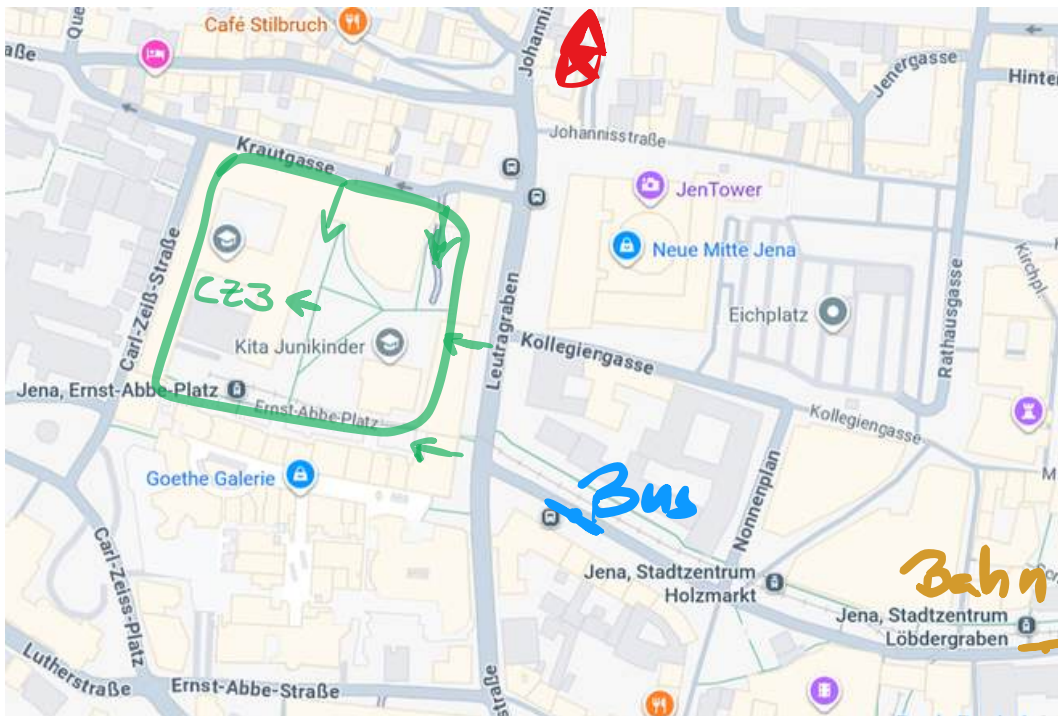 Café Stilbruch
Johannis
Jenergasse
Hinter
Que
aße
Johannisstraße
Krautgasse
JenTower
Neue Mitte Jena
Kirchpl.
Carl-Zeiß-Straße
CZ3
Eichplatz
Rathausgasse
Leutragraben
Kita Junikinder
Kollegiengasse
Jena, Ernst-Abbe-Platz
Ernst-Abbe-Platz
Kollegiengasse
Goethe Galerie
Bus
Nonnenplan
M
Carl-Zeiss-Platz
Jena, Stadtzentrum
Holzmarkt
Bahn
Jena, Stadtzentrum
Löbdergraben
Lutherstraße
Ernst-Abbe-Straße
straße